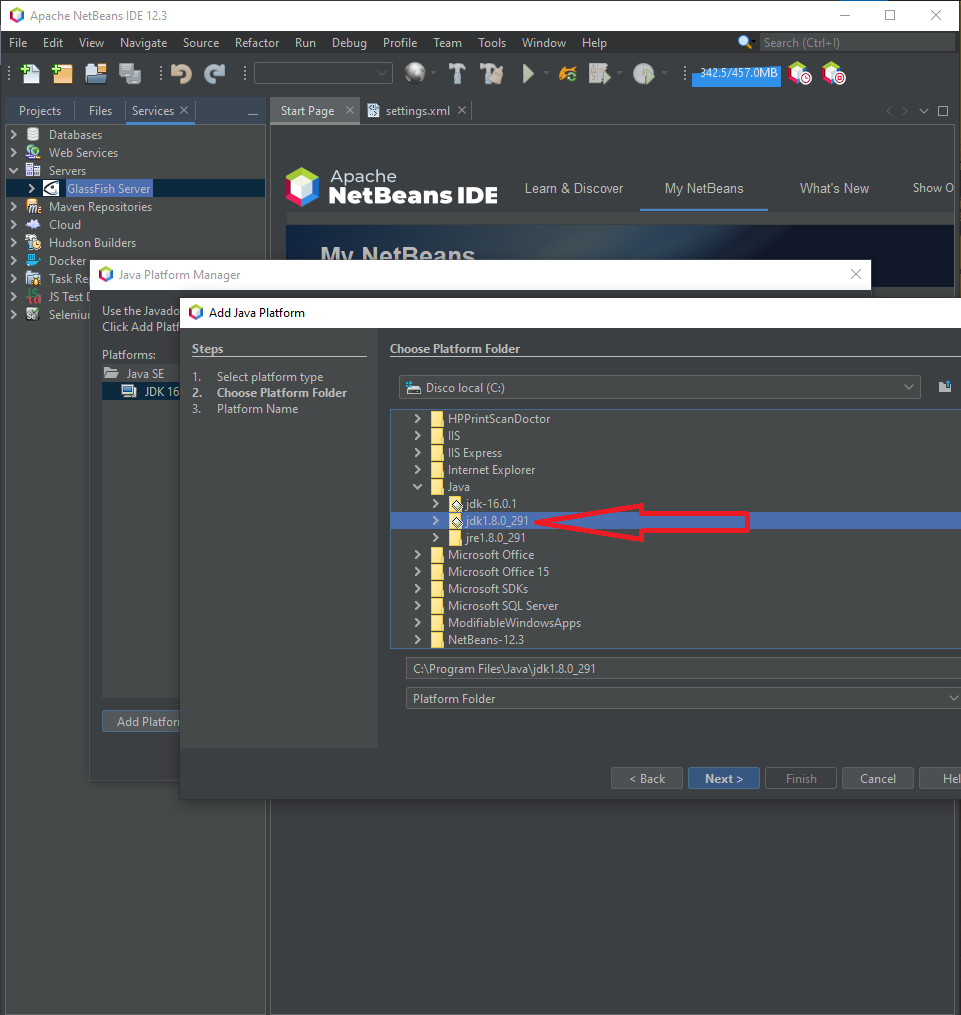 Apache NetBeans IDE 12.3
File Edit View Navigate Source Refactor Run Debug Profile Team Tools Window Help
Search (Ctrl+I)
342.5/457.0MB
Projects Files Services
Start Page settings.xml
Databases
Web Services
Servers
GlassFish Server
Maven Repositories
Cloud
Hudson Builders
Docker
Task Re
JS Test D
Selenium
Apache
NetBeans IDE
Learn & Discover My NetBeans What's New Show O
My NetBeans
Java Platform Manager
Use the Javado
Click Add Platf
Platforms:
Java SE
JDK 16
Add Platform
Add Java Platform
Steps
1. Select platform type
2. Choose Platform Folder
3. Platform Name
Choose Platform Folder
Disco local (C:)
HPPrintScanDoctor
IIS
IIS Express
Internet Explorer
Java
jdk-16.0.1
jdk1.8.0_291
jre1.8.0_291
Microsoft Office
Microsoft Office 15
Microsoft SDKs
Microsoft SQL Server
ModifiableWindowsApps
NetBeans-12.3
C:\Program Files\Java\jdk1.8.0_291
Platform Folder
< Back Next > Finish Cancel Hel